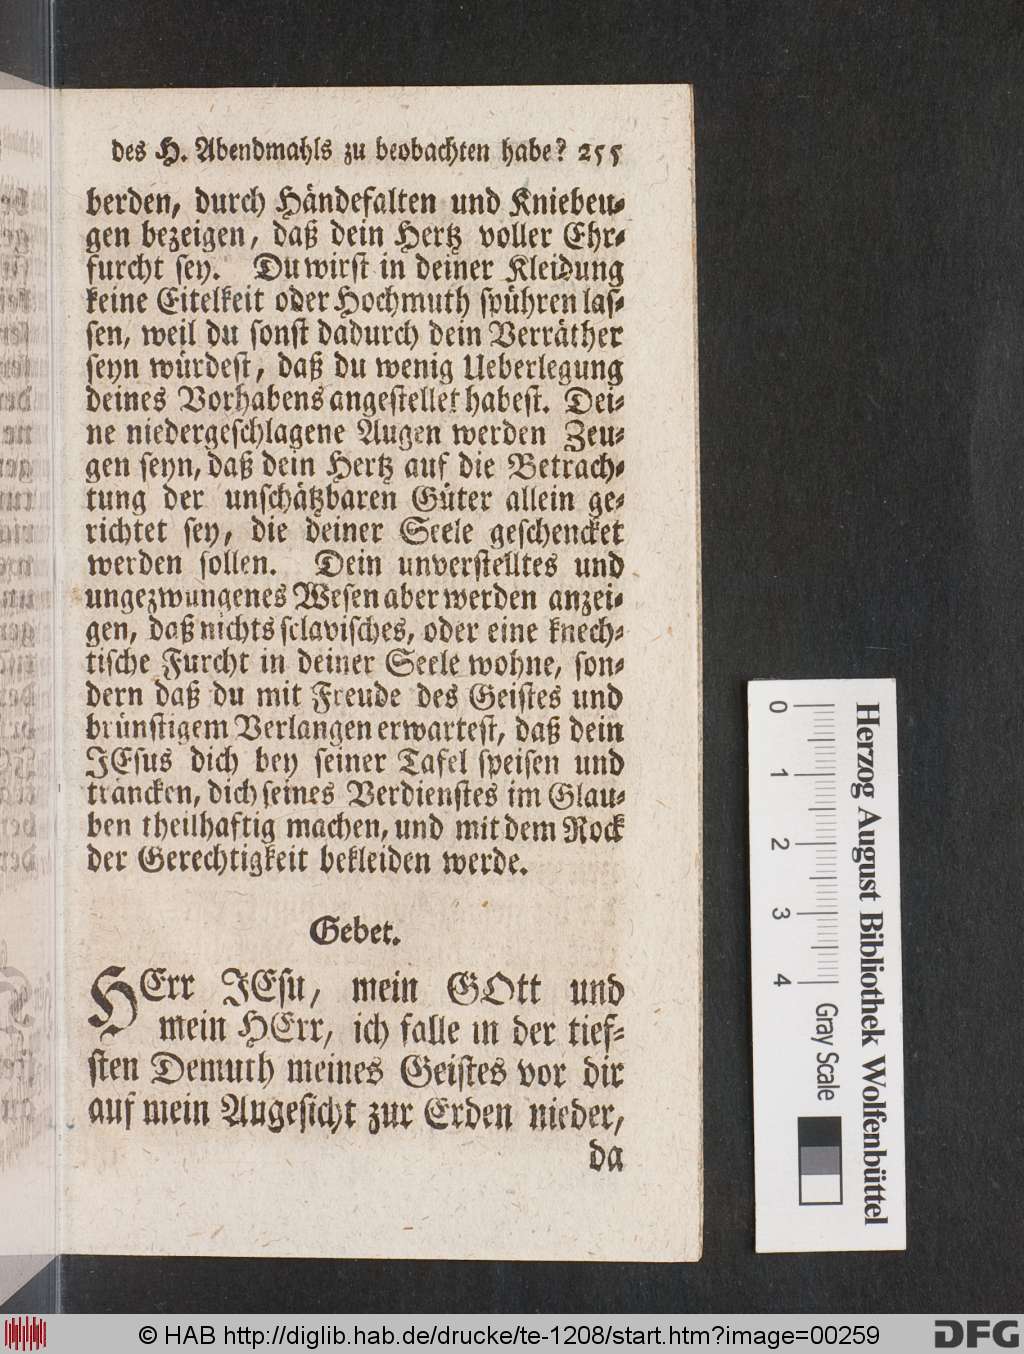 des H. Abendmahls zu beobachten habe? 255
berden, durch Händefalten und Kniebeu-
gen bezeigen, daß dein Hertz voller Ehr-
furcht sey. Du wirst in deiner Kleidung
keine Eitelkeit oder Hochmuth spühren las-
sen, weil du sonst dadurch dein Verräther
seyn würdest, daß du wenig Ueberlegung
deines Vorhabens angestellet habest. Dei-
ne niedergeschlagene Augen werden Zeu-
gen seyn, daß dein Hertz auf die Betrach-
tung der unschätzbaren Güter allein ge-
richtet sey, die deiner Seele geschencket
werden sollen. Dein unverstelltes und
ungezwungenes Wesen aber werden anzei-
gen, daß nichts sclavisches, oder eine knech-
tische Furcht in deiner Seele wohne, son-
dern daß du mit Freude des Geistes und
brünstigem Verlangen erwartest, daß dein
JEsus dich bey seiner Tafel speisen und
träncken, dich seines Verdienstes im Glau-
ben theilhaftig machen, und mit dem Rock
der Gerechtigkeit bekleiden werde.
Gebet.
HErr JEsu, mein GOtt und
mein HErr, ich falle in der tief-
sten Demuth meines Geistes vor dir
auf mein Augesicht zur Erden nieder,
da
0 1 2 3 4
Gray Scale
Herzog August Bibliothek Wolfenbüttel
© HAB http://diglib.hab.de/drucke/te-1208/start.htm?image=00259
DFG